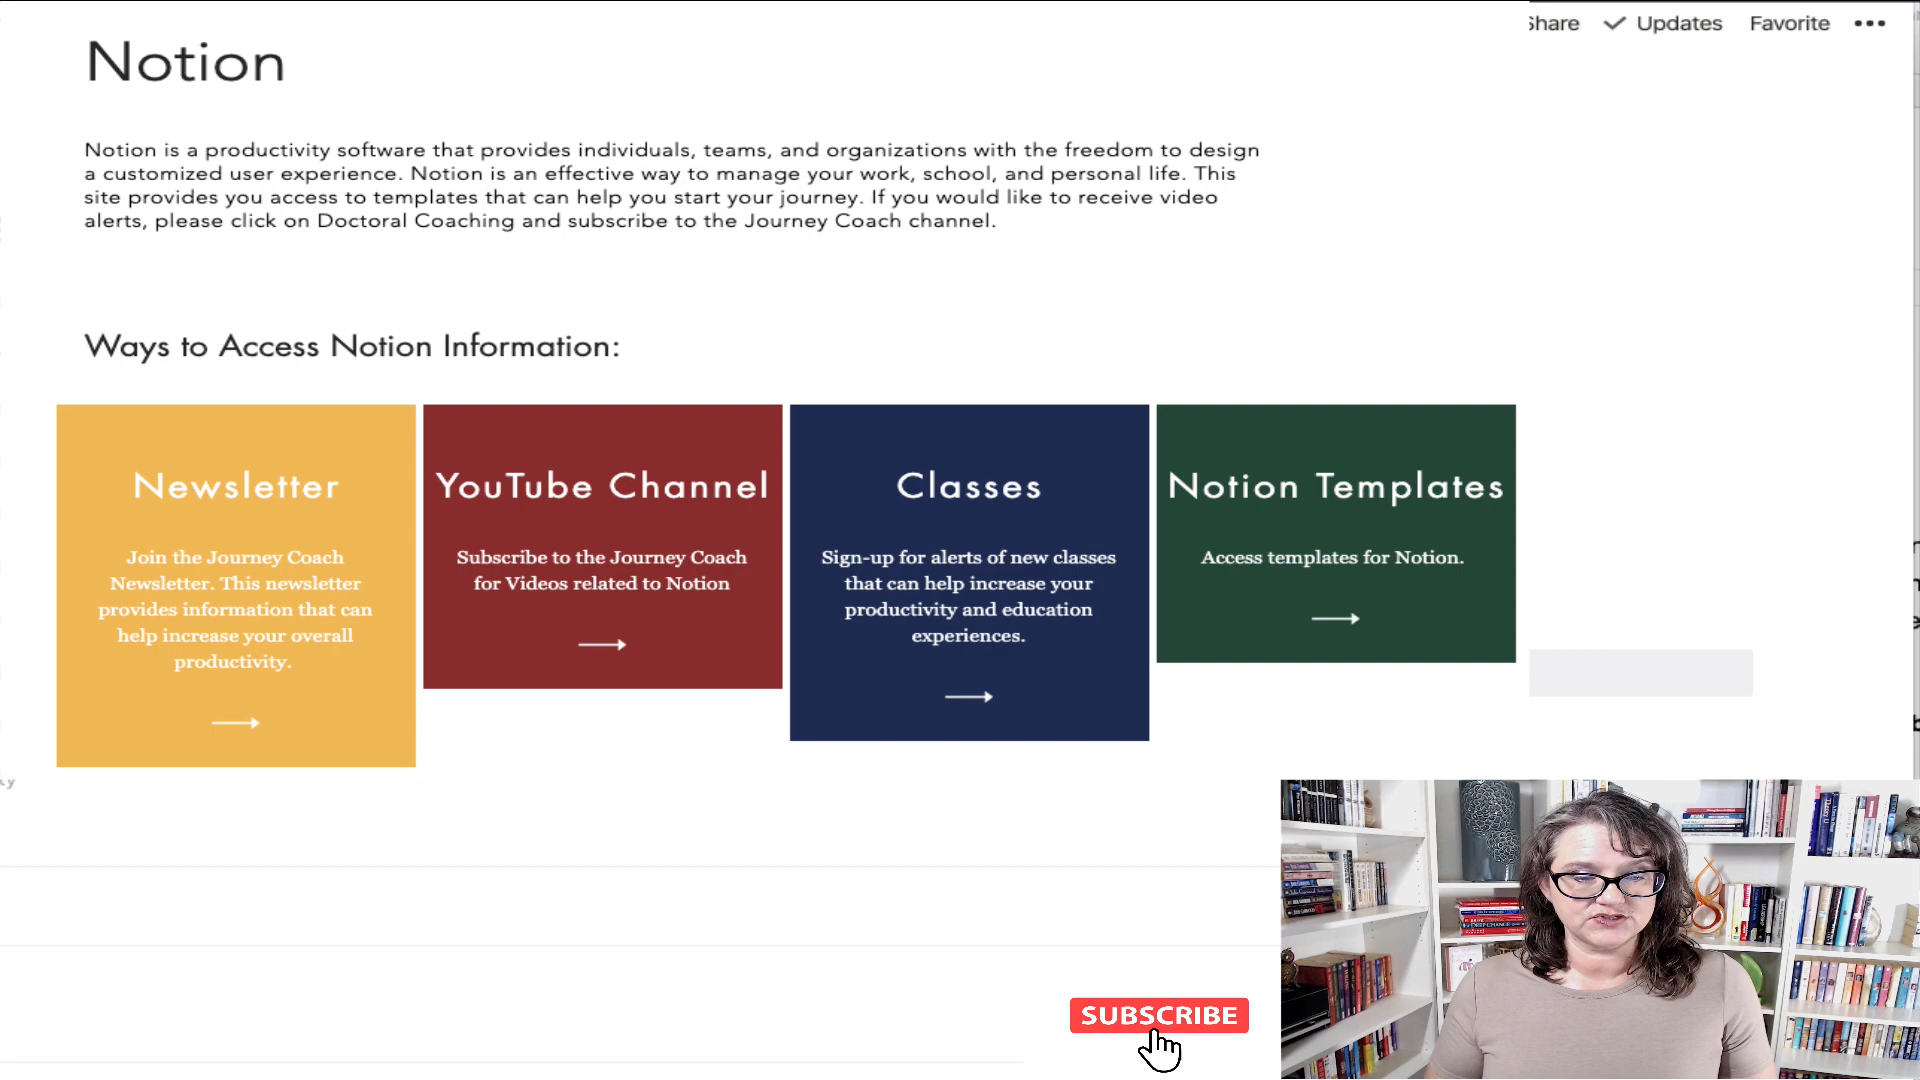 Share ✓ Updates Favorite •••
Notion
Notion is a productivity software that provides individuals, teams, and organizations with the freedom to design
a customized user experience. Notion is an effective way to manage your work, school, and personal life. This
site provides you access to templates that can help you start your journey. If you would like to receive video
alerts, please click on Doctoral Coaching and subscribe to the Journey Coach channel.
Ways to Access Notion Information:
Newsletter
Join the Journey Coach
Newsletter. This newsletter
provides information that can
help increase your overall
productivity.
YouTube Channel
Subscribe to the Journey Coach
for Videos related to Notion
Classes
Sign-up for alerts of new classes
that can help increase your
productivity and education
experiences.
Notion Templates
Access templates for Notion.
SUBSCRIBE